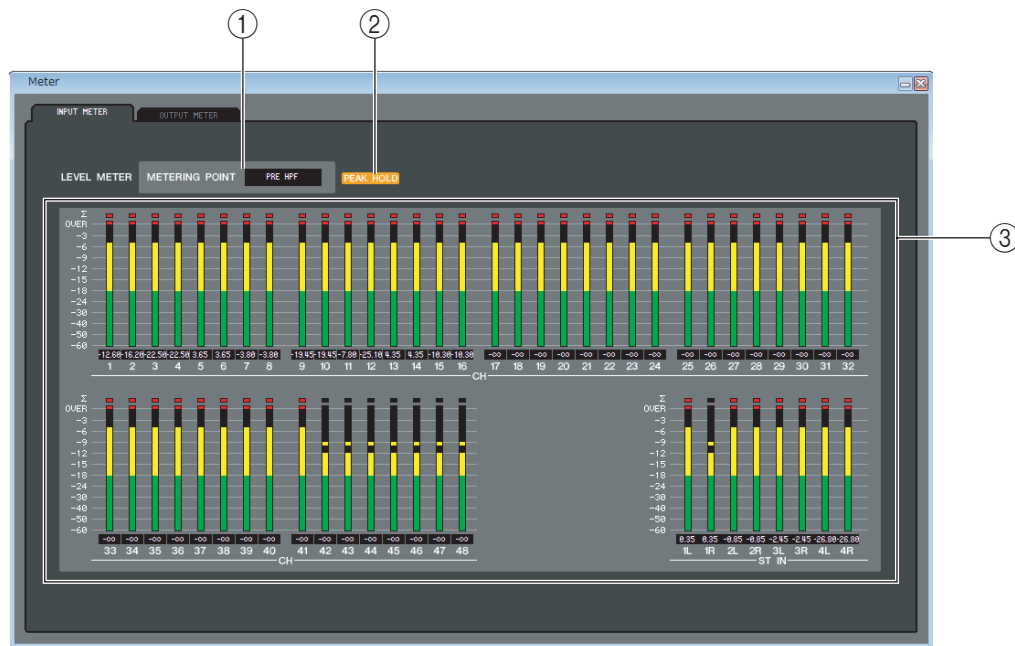 ① ②
Meter
INPUT METER OUTPUT METER
LEVEL METER METERING POINT PRE HPF PEAK HOLD
③
Σ
OVER
-3
-6
-9
-12
-15
-18
-24
-30
-40
-50
-60
-12.60 -16.20 -22.50 -22.50 3.65 3.65 -3.80 -3.80 -19.45 -19.45 -7.80 -25.10 4.35 4.35 -10.30 -10.30 -∞ -∞ -∞ -∞ -∞ -∞ -∞ -∞ -∞ -∞ -∞ -∞ -∞ -∞ -∞ -∞
1 2 3 4 5 6 7 8 9 10 11 12 13 14 15 16 17 18 19 20 21 22 23 24 25 26 27 28 29 30 31 32
CH
Σ
OVER
-3
-6
-9
-12
-15
-18
-24
-30
-40
-50
-60
-∞ -∞ -∞ -∞ -∞ -∞ -∞ -∞ -∞ -∞ -∞ -∞ -∞ -∞ -∞ -∞
33 34 35 36 37 38 39 40 41 42 43 44 45 46 47 48
CH
Σ
OVER
-3
-6
-9
-12
-15
-18
-24
-30
-40
-50
-60
0.35 0.35 -0.85 -0.85 -2.45 -2.45 -26.80 -26.80
1L 1R 2L 2R 3L 3R 4L 4R
ST IN